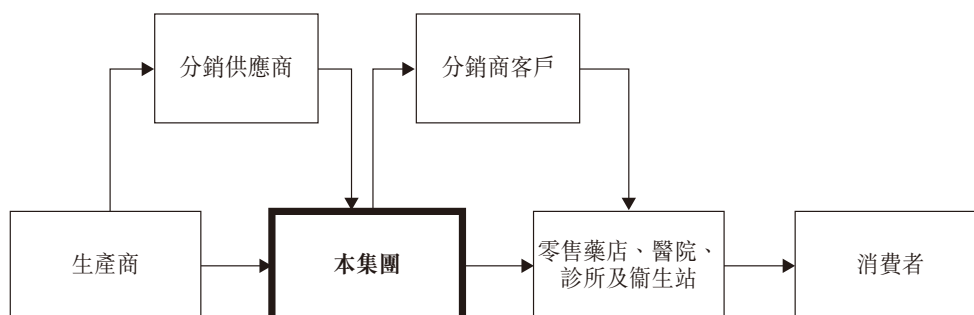 分銷供應商
分銷商客戶
生產商
本集團
零售藥店、醫院、
診所及衞生站
消費者